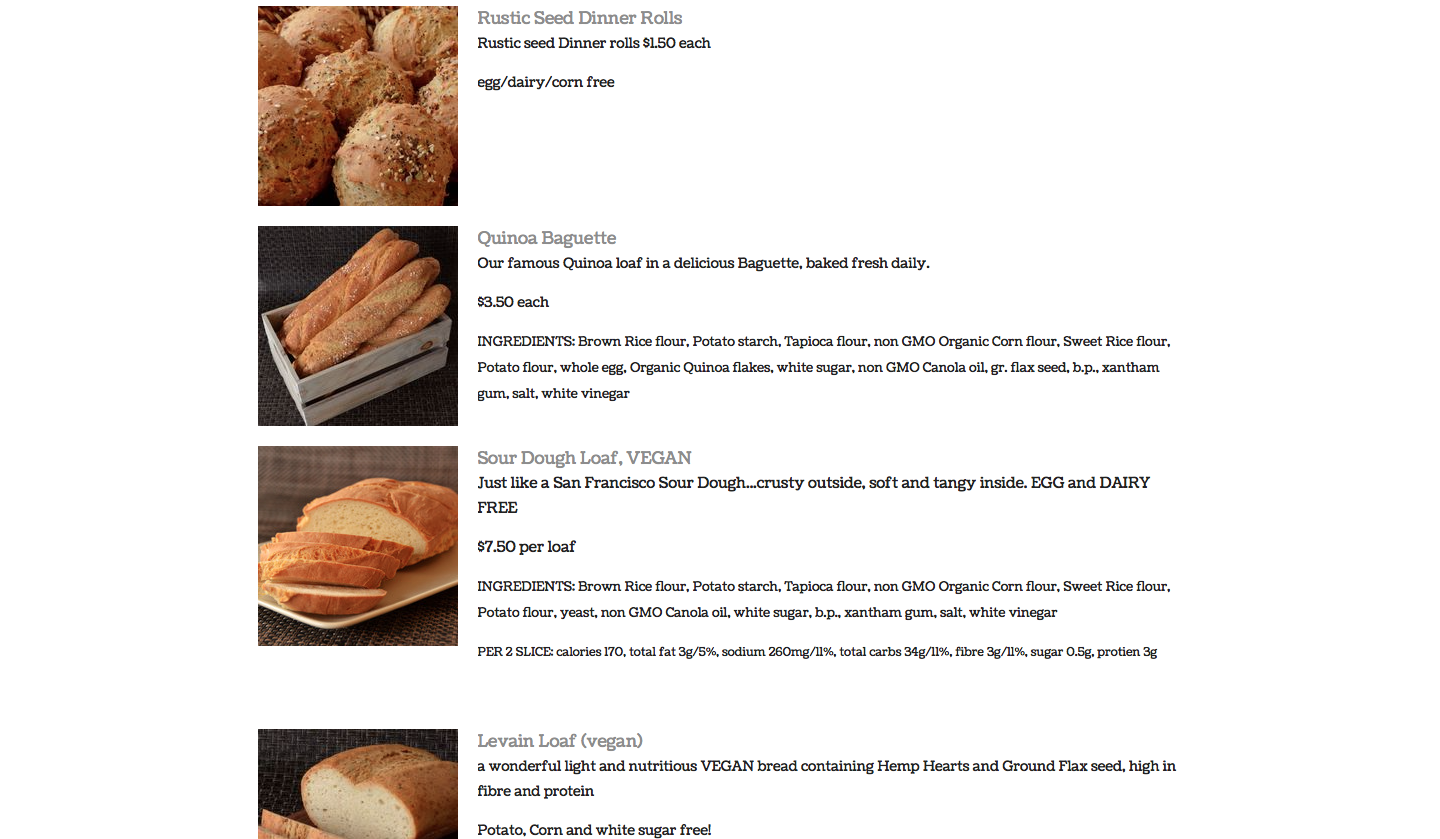 Rustic Seed Dinner Rolls
Rustic seed Dinner rolls $1.50 each
egg/dairy/corn free
Quinoa Baguette
Our famous Quinoa loaf in a delicious Baguette, baked fresh daily.
$3.50 each
INGREDIENTS: Brown Rice flour, Potato starch, Tapioca flour, non GMO Organic Corn flour, Sweet Rice flour,
Potato flour, whole egg, Organic Quinoa flakes, white sugar, non GMO Canola oil, gr. flax seed, b.p., xantham
gum, salt, white vinegar
Sour Dough Loaf, VEGAN
Just like a San Francisco Sour Dough...crusty outside, soft and tangy inside. EGG and DAIRY
FREE
$7.50 per loaf
INGREDIENTS: Brown Rice flour, Potato starch, Tapioca flour, non GMO Organic Corn flour, Sweet Rice flour,
Potato flour, yeast, non GMO Canola oil, white sugar, b.p., xantham gum, salt, white vinegar
PER 2 SLICE: calories 170, total fat 3g/5%, sodium 260mg/11%, total carbs 34g/11%, fibre 3g/11%, sugar 0.5g, protien 3g
Levain Loaf (vegan)
a wonderful light and nutritious VEGAN bread containing Hemp Hearts and Ground Flax seed, high in
fibre and protein
Potato, Corn and white sugar free!